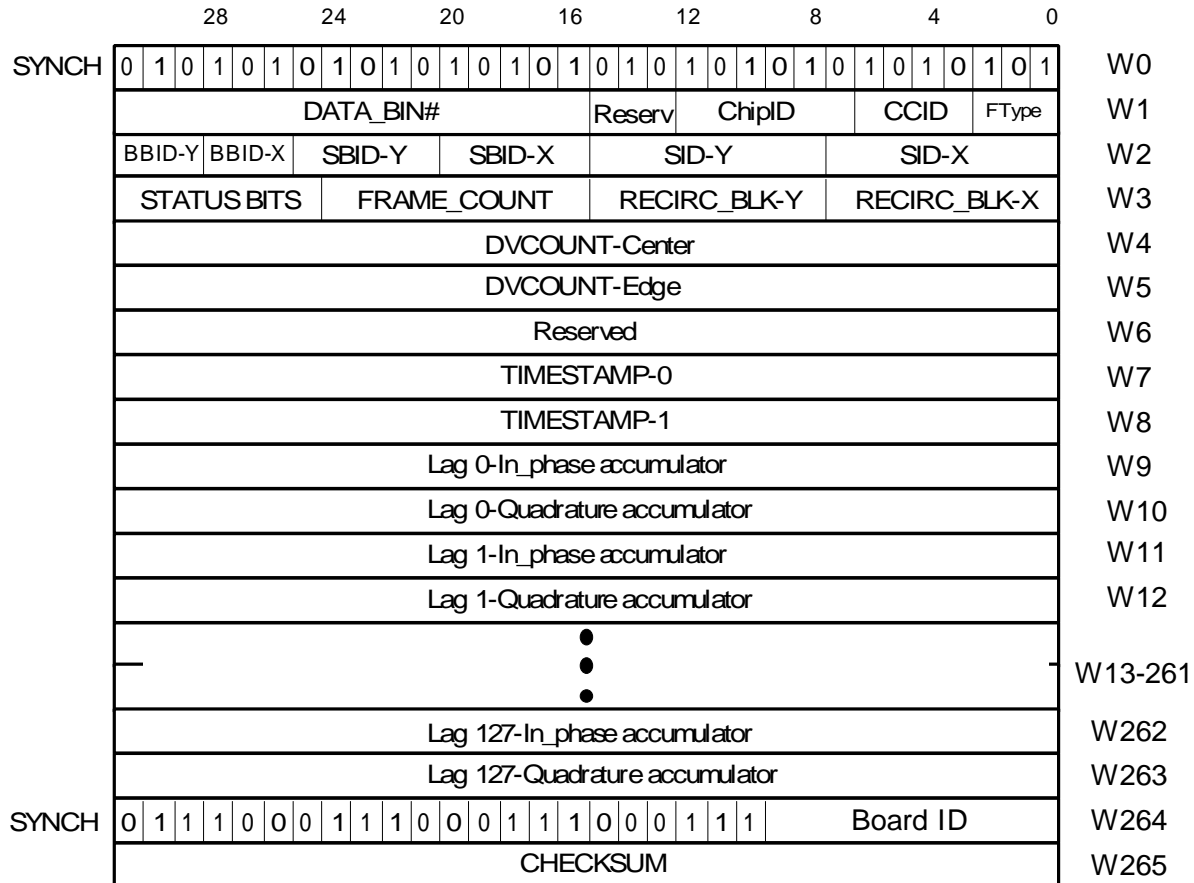 28 24 20 16 12 8 4 0
SYNCH 0 1 0 1 0 1 0 1 0 1 0 1 0 1 0 1 0 1 0 1 0 1 0 1 0 1 0 1 0 1 0 1 W0
DATA_BIN# Reserv ChipID CCID FType W1
BBID-Y BBID-X SBID-Y SBID-X SID-Y SID-X W2
STATUS BITS FRAME_COUNT RECIRC_BLK-Y RECIRC_BLK-X W3
DVCOUNT-Center W4
DVCOUNT-Edge W5
Reserved W6
TIMESTAMP-0 W7
TIMESTAMP-1 W8
Lag 0-In_phase accumulator W9
Lag 0-Quadrature accumulator W10
Lag 1-In_phase accumulator W11
Lag 1-Quadrature accumulator W12
W13-261
Lag 127-In_phase accumulator W262
Lag 127-Quadrature accumulator W263
SYNCH 0 1 1 1 0 0 0 1 1 1 0 0 0 1 1 1 0 0 0 1 1 1 Board ID W264
CHECKSUM W265